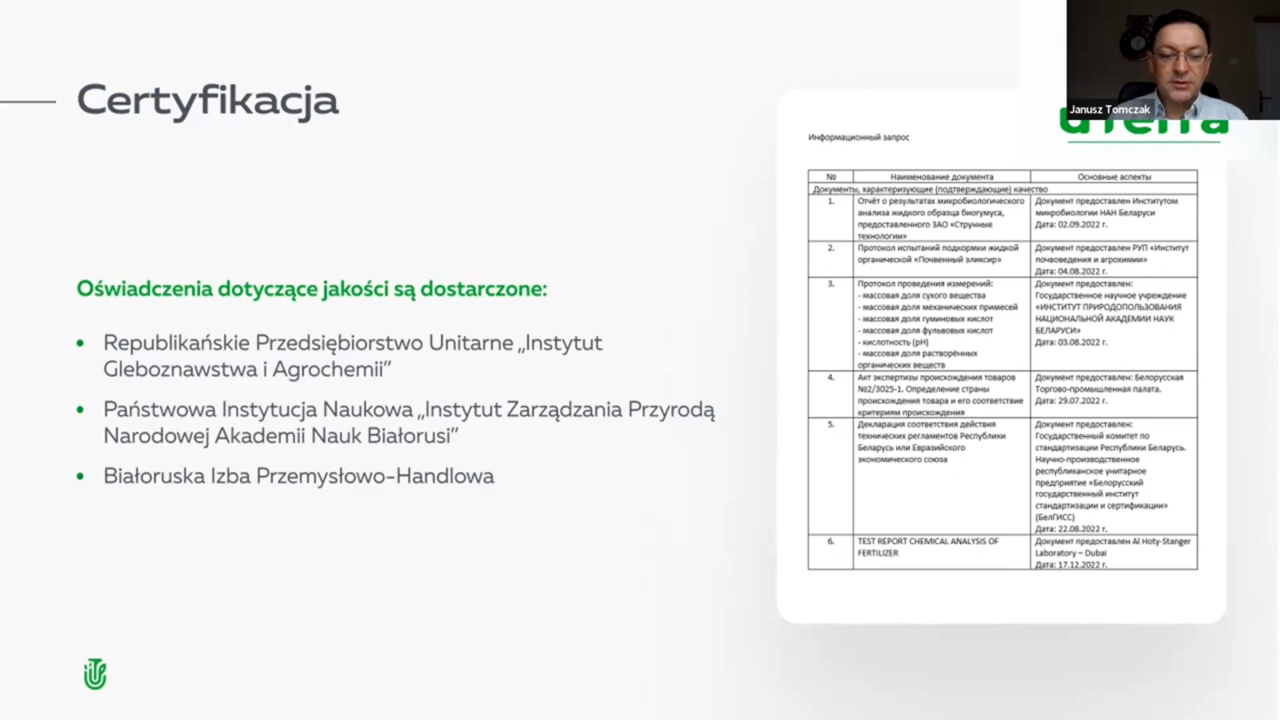 Certyfikacja
Oświadczenia dotyczące jakości są dostarczone:
Republikańskie Przedsiębiorstwo Unitarne „Instytut
Gleboznawstwa i Agrochemii”
Państwowa Instytucja Naukowa „Instytut Zarządzania Przyrodą
Narodowej Akademii Nauk Białorusi”
Białoruska Izba Przemysłowo-Handlowa
Janusz Tomczak
Информационный запрос
№ Наименование документа Основные аспекты
Документы, характеризующие (подтверждающие) качество
1. Отчёт о результатах микробиологического Документ предоставлен Институтом
анализа жидкого образца биогумуса, микробиологии НАН Беларуси
предоставленного ЗАО «Струнные Дата: 02.09.2022 г.
технологии»
2. Протокол испытаний подкормки жидкой Документ предоставлен РУП «Институт
органической «Почвенный эликсир» почвоведения и агрохимии»
Дата: 04.08.2022 г.
3. Протокол проведения измерений: Документ предоставлен:
- массовая доля сухого вещества Государственное научное учреждение
- массовая доля механических примесей «ИНСТИТУТ ПРИРОДОПОЛЬЗОВАНИЯ
- массовая доля гуминовых кислот НАЦИОНАЛЬНОЙ АКАДЕМИИ НАУК
- массовая доля фульвовых кислот БЕЛАРУСИ»
- кислотность (pH) Дата: 03.08.2022 г.
- массовая доля растворённых
органических веществ
4. Акт экспертизы происхождения товаров Документ предоставлен: Белорусская
№2/3025-1. Определение страны Торгово-промышленная палата.
происхождения товара и его соответствие Дата: 29.07.2022 г.
критериям происхождения
5. Декларация соответствия действия Документ предоставлен:
технических регламентов Республики Государственный комитет по
Беларусь или Евразийского стандартизации Республики Беларусь.
экономического союза Научно-производственное
республиканское унитарное
предприятие «Белорусский
государственный институт
стандартизации и сертификации»
(БелГИСС)
Дата: 22.08.2022 г.
6. TEST REPORT CHEMICAL ANALYSIS OF Документ предоставлен Al Hoty-Stanger
FERTILIZER Laboratory – Dubai
Дата: 17.12.2022 г.